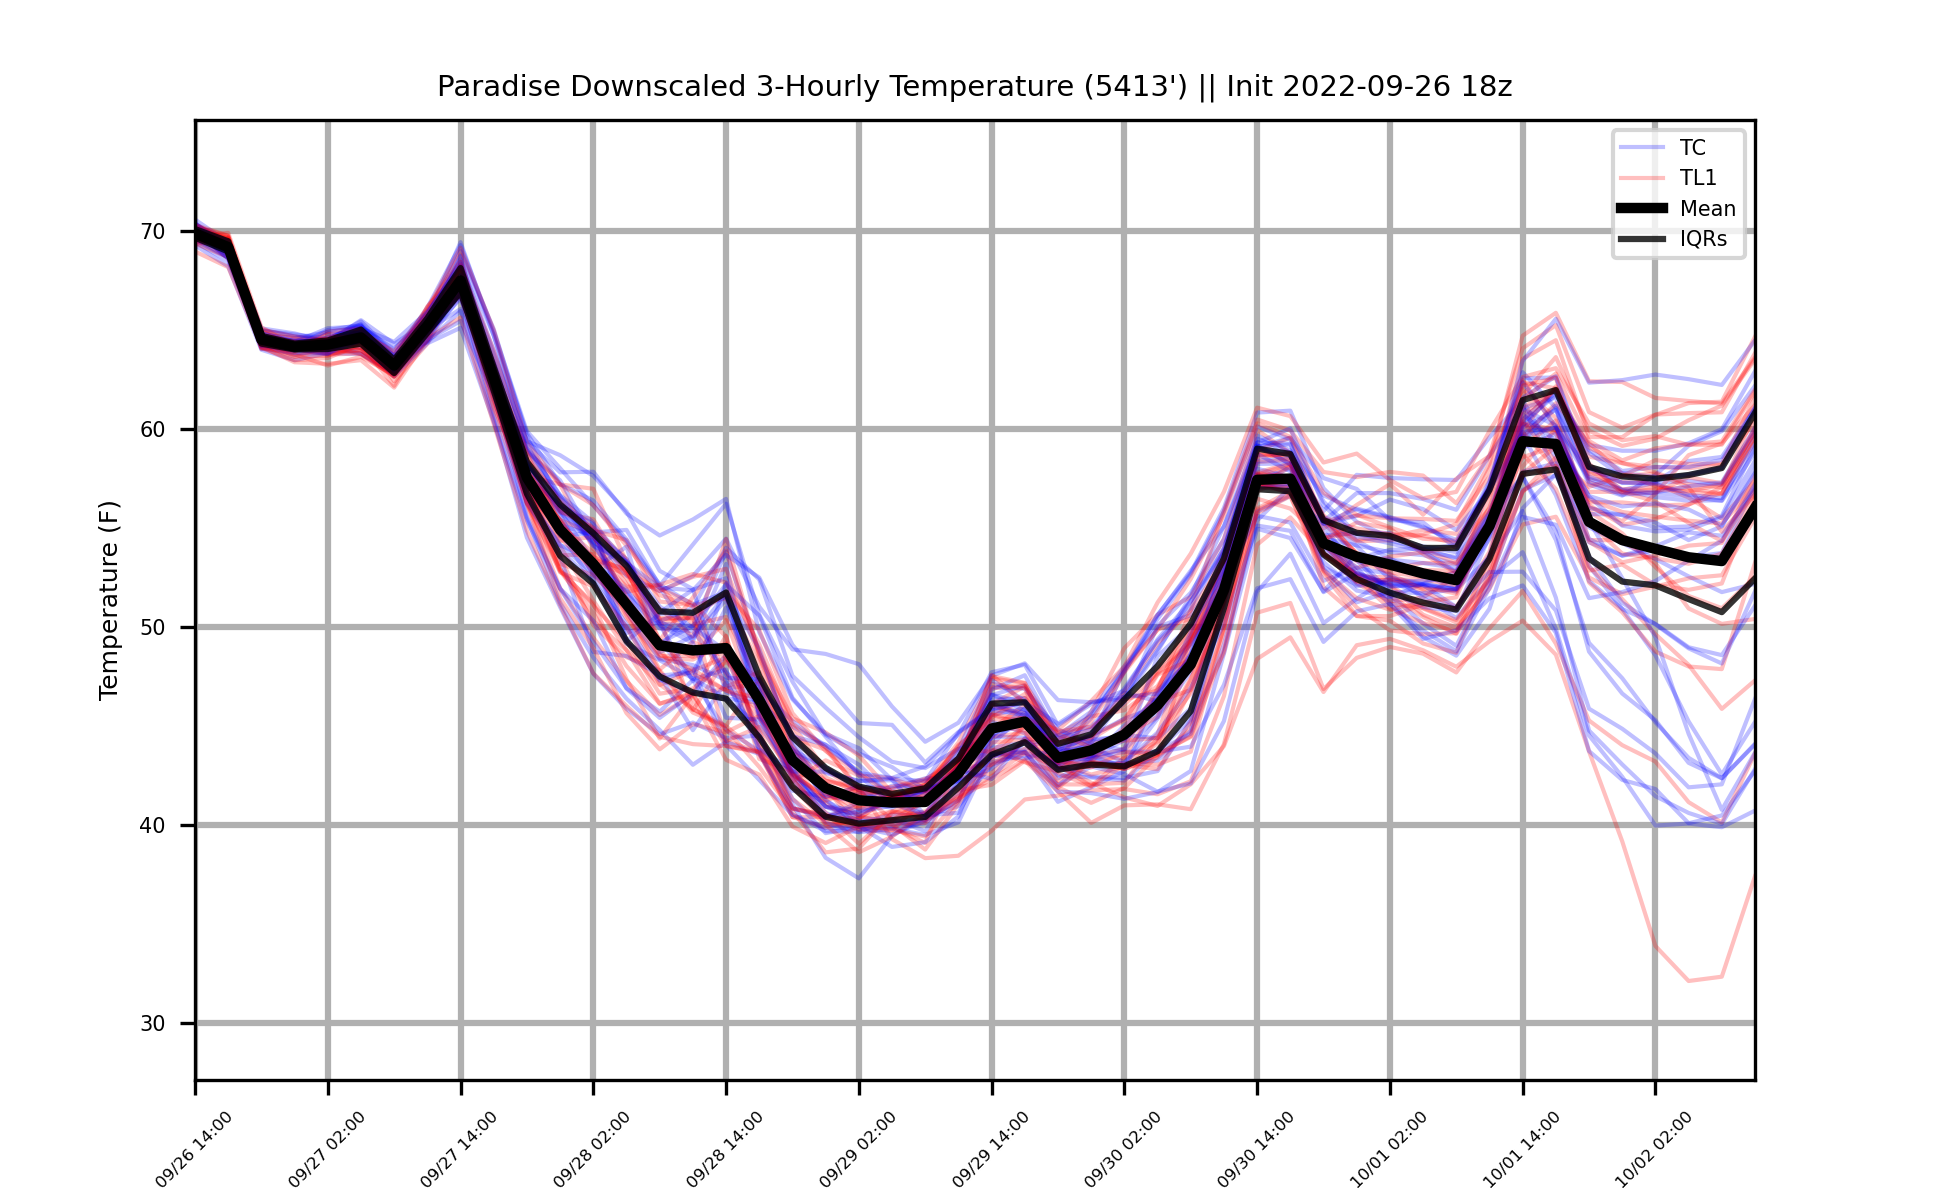 Paradise Downscaled 3-Hourly Temperature (5413') || Init 2022-09-26 18z
TC
TL1
Mean
IQRs
Temperature (F)
70
60
50
40
30
09/26 14:00
09/27 02:00
09/27 14:00
09/28 02:00
09/28 14:00
09/29 02:00
09/29 14:00
09/30 02:00
09/30 14:00
10/01 02:00
10/01 14:00
10/02 02:00